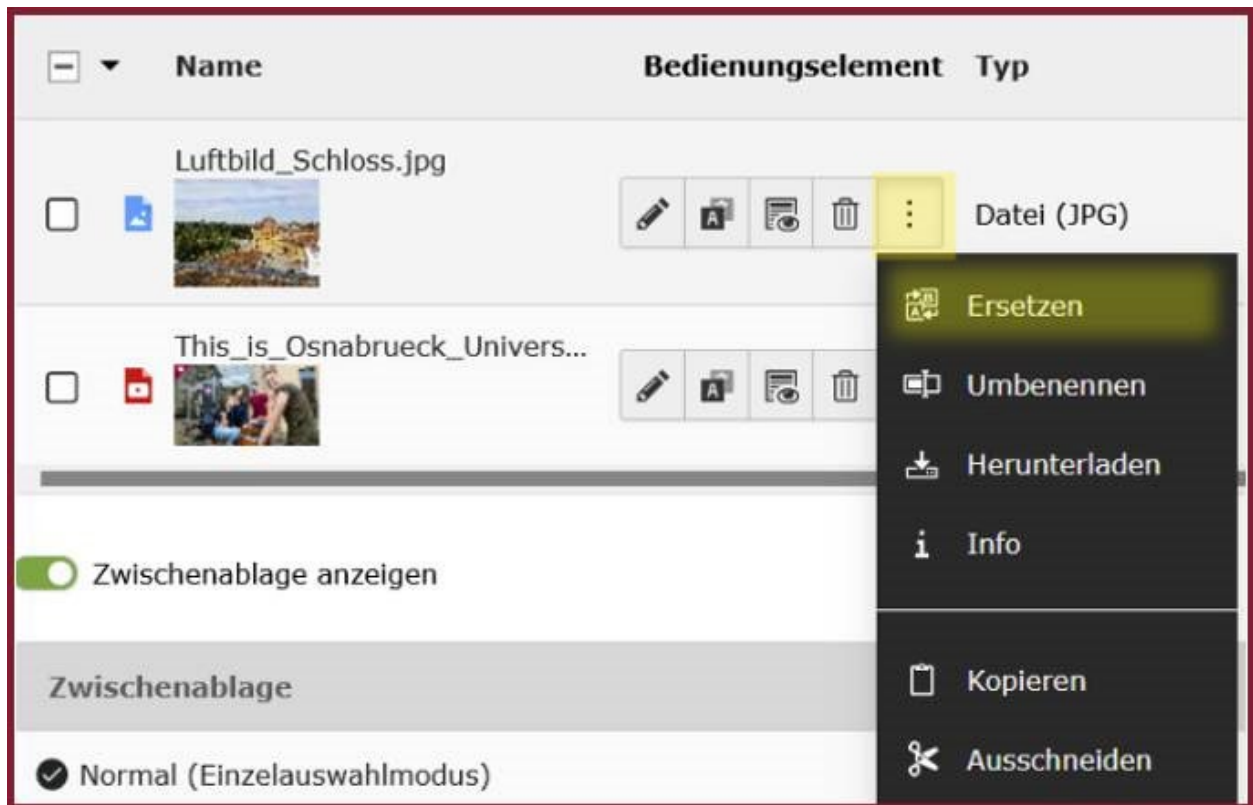 Name Bedienungselement Typ
Luftbild_Schloss.jpg
Datei (JPG)
Ersetzen
This_is_Osnabrueck_Univers...
Umbenennen
Herunterladen
Info
Zwischenablage anzeigen
Zwischenablage
Kopieren
Normal (Einzelauswahlmodus)
Ausschneiden